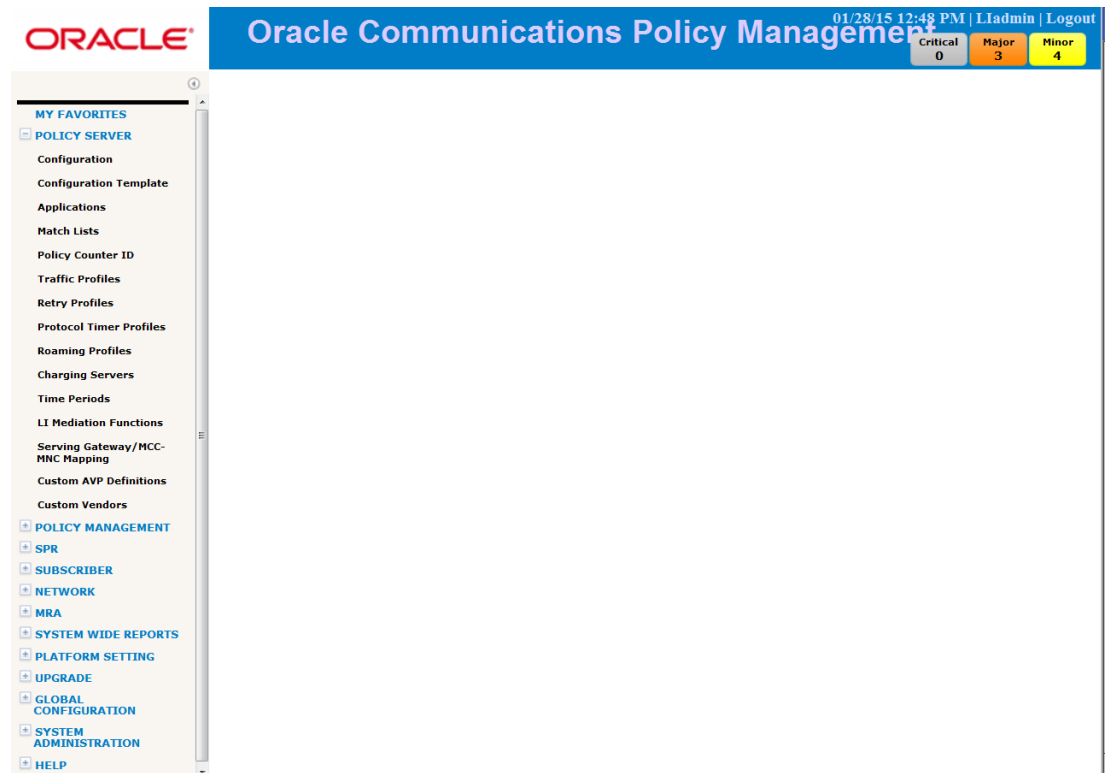 ORACLE
Oracle Communications Policy Management
01/28/15 12:48 PM | LIadmin | Logout
Critical
0
Major
3
Minor
4
MY FAVORITES
POLICY SERVER
Configuration
Configuration Template
Applications
Match Lists
Policy Counter ID
Traffic Profiles
Retry Profiles
Protocol Timer Profiles
Roaming Profiles
Charging Servers
Time Periods
LI Mediation Functions
Serving Gateway/MCC-
MNC Mapping
Custom AVP Definitions
Custom Vendors
POLICY MANAGEMENT
SPR
SUBSCRIBER
NETWORK
MRA
SYSTEM WIDE REPORTS
PLATFORM SETTING
UPGRADE
GLOBAL
CONFIGURATION
SYSTEM
ADMINISTRATION
HELP